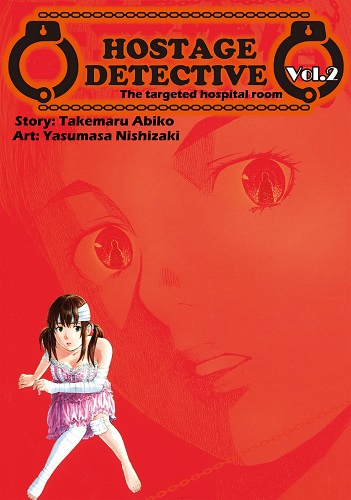 HOSTAGE
DETECTIVE
Vol.2
The targeted hospital room
Story: Takemaru Abiko
Art: Yasumasa Nishizaki